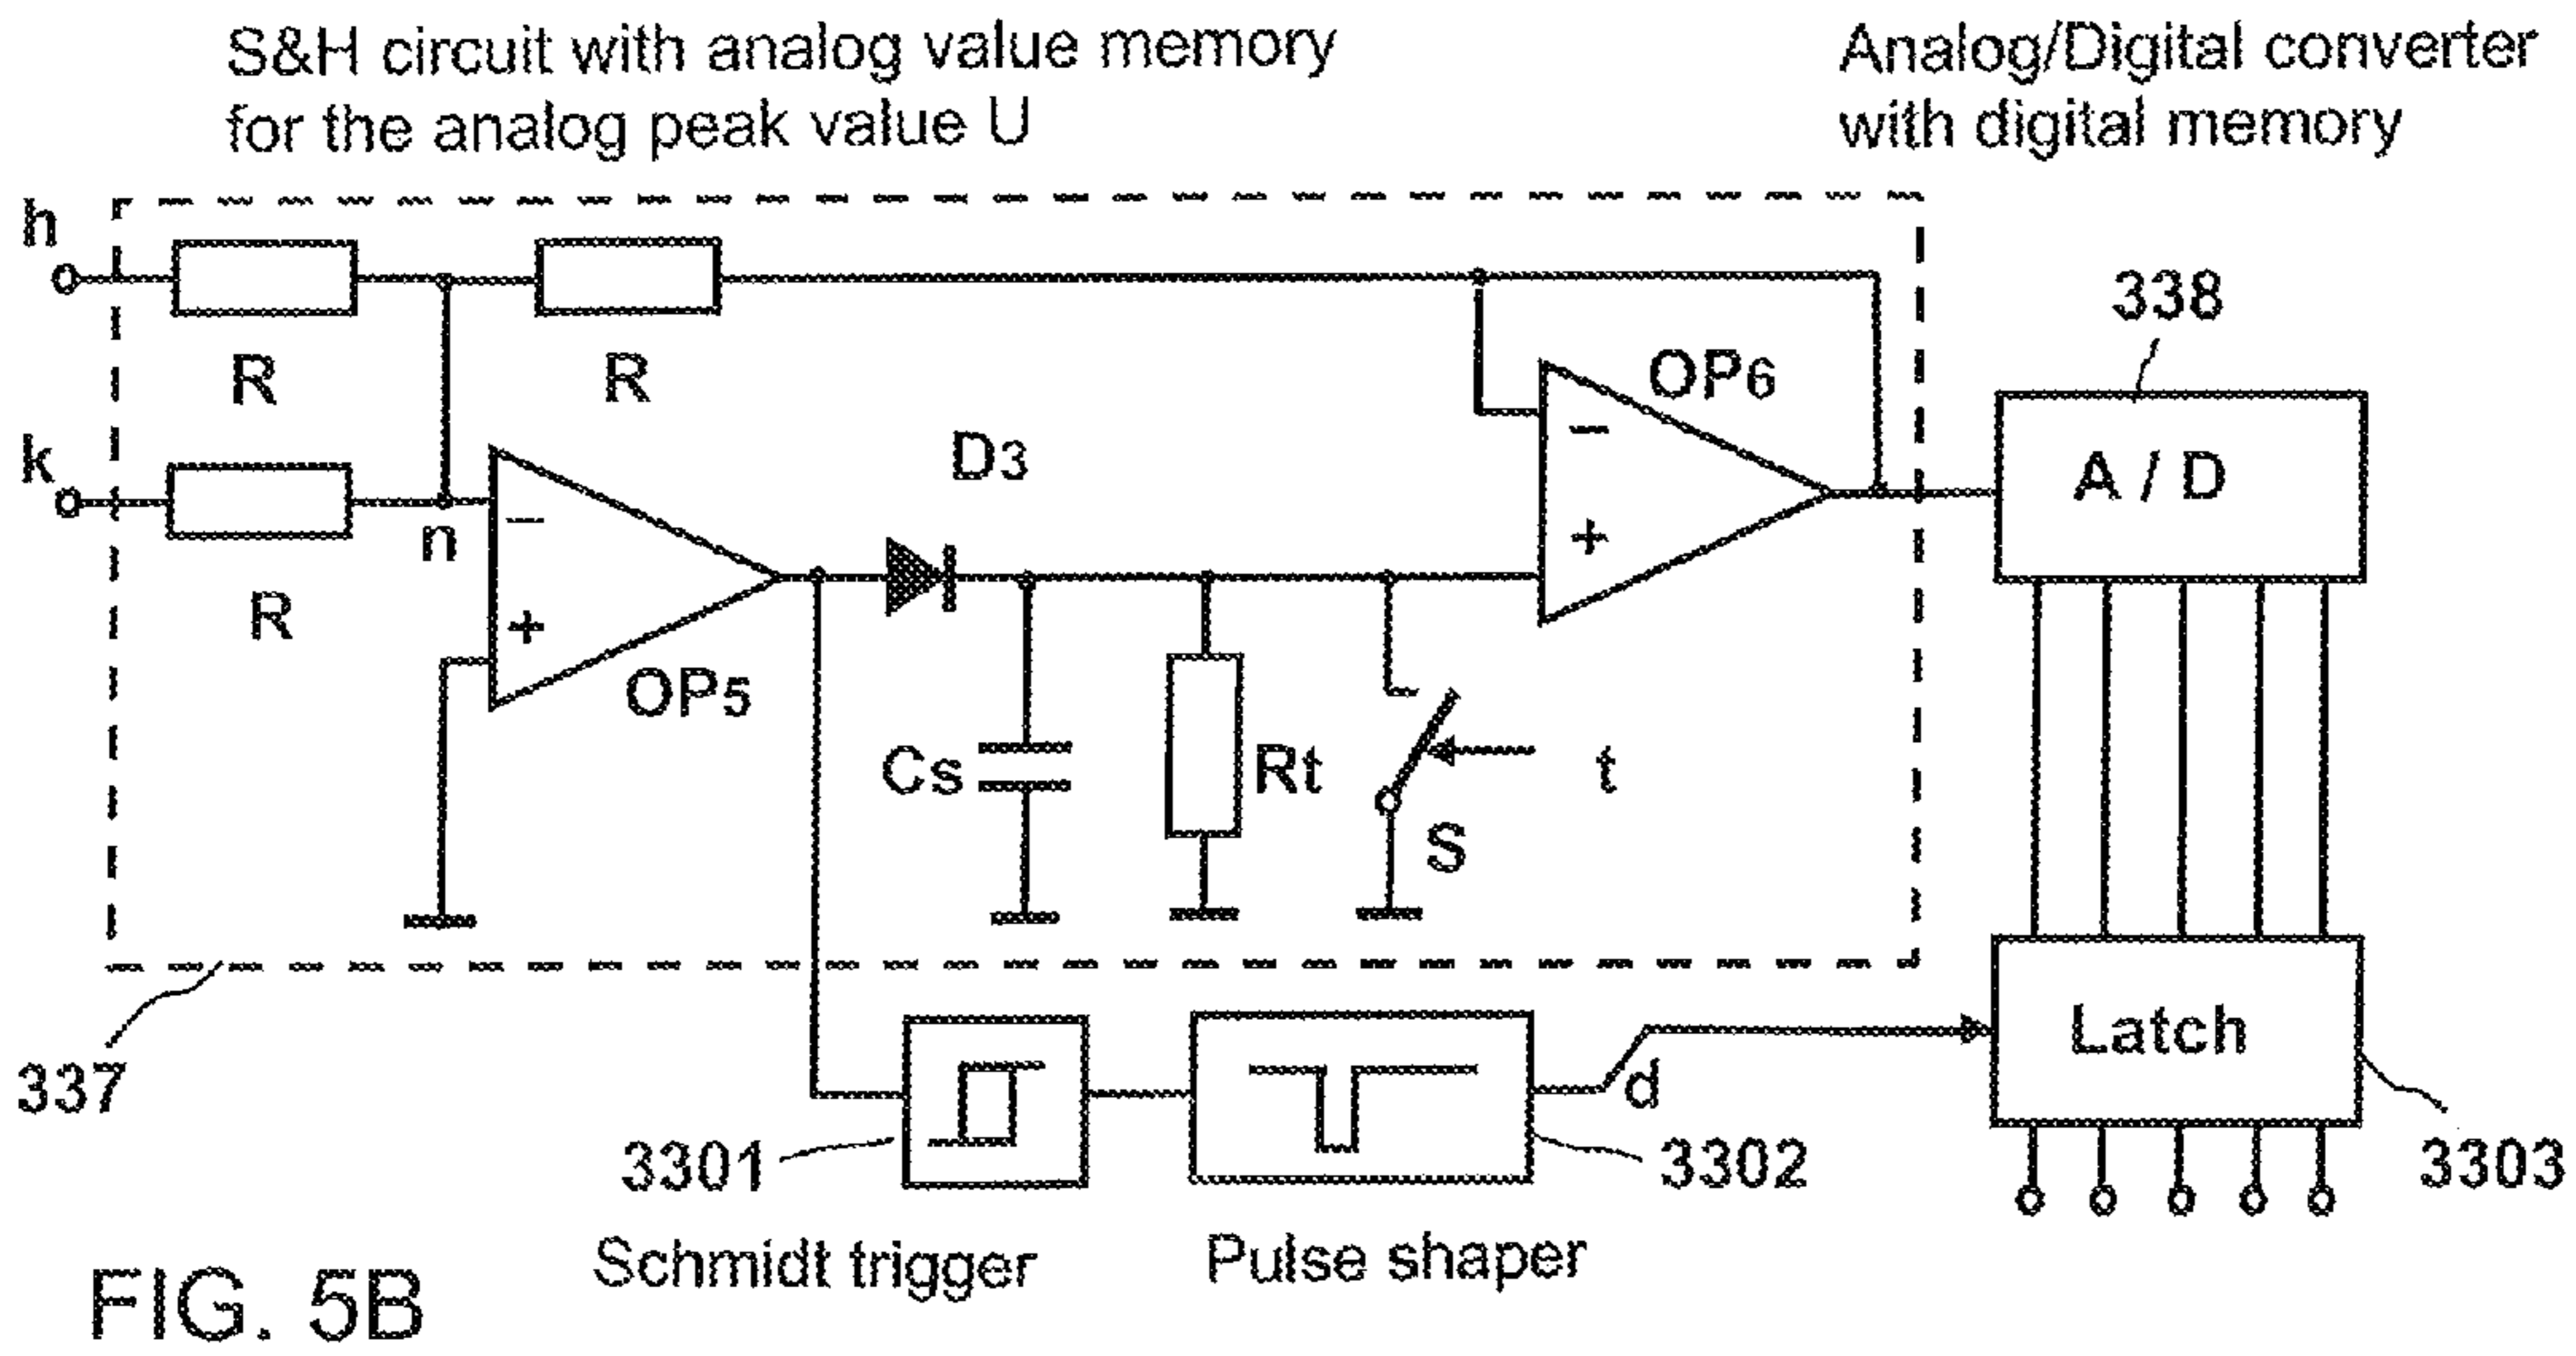 S&H circuit with analog value memory
for the analog peak value U
Analog/Digital converter
with digital memory
h
R
R
k
R
n
−
+
OP5
D3
OP6
−
+
338
A / D
Cs
Rt
t
S
337
Latch
d
3301
3302
3303
Schmidt trigger
Pulse shaper
FIG. 5B